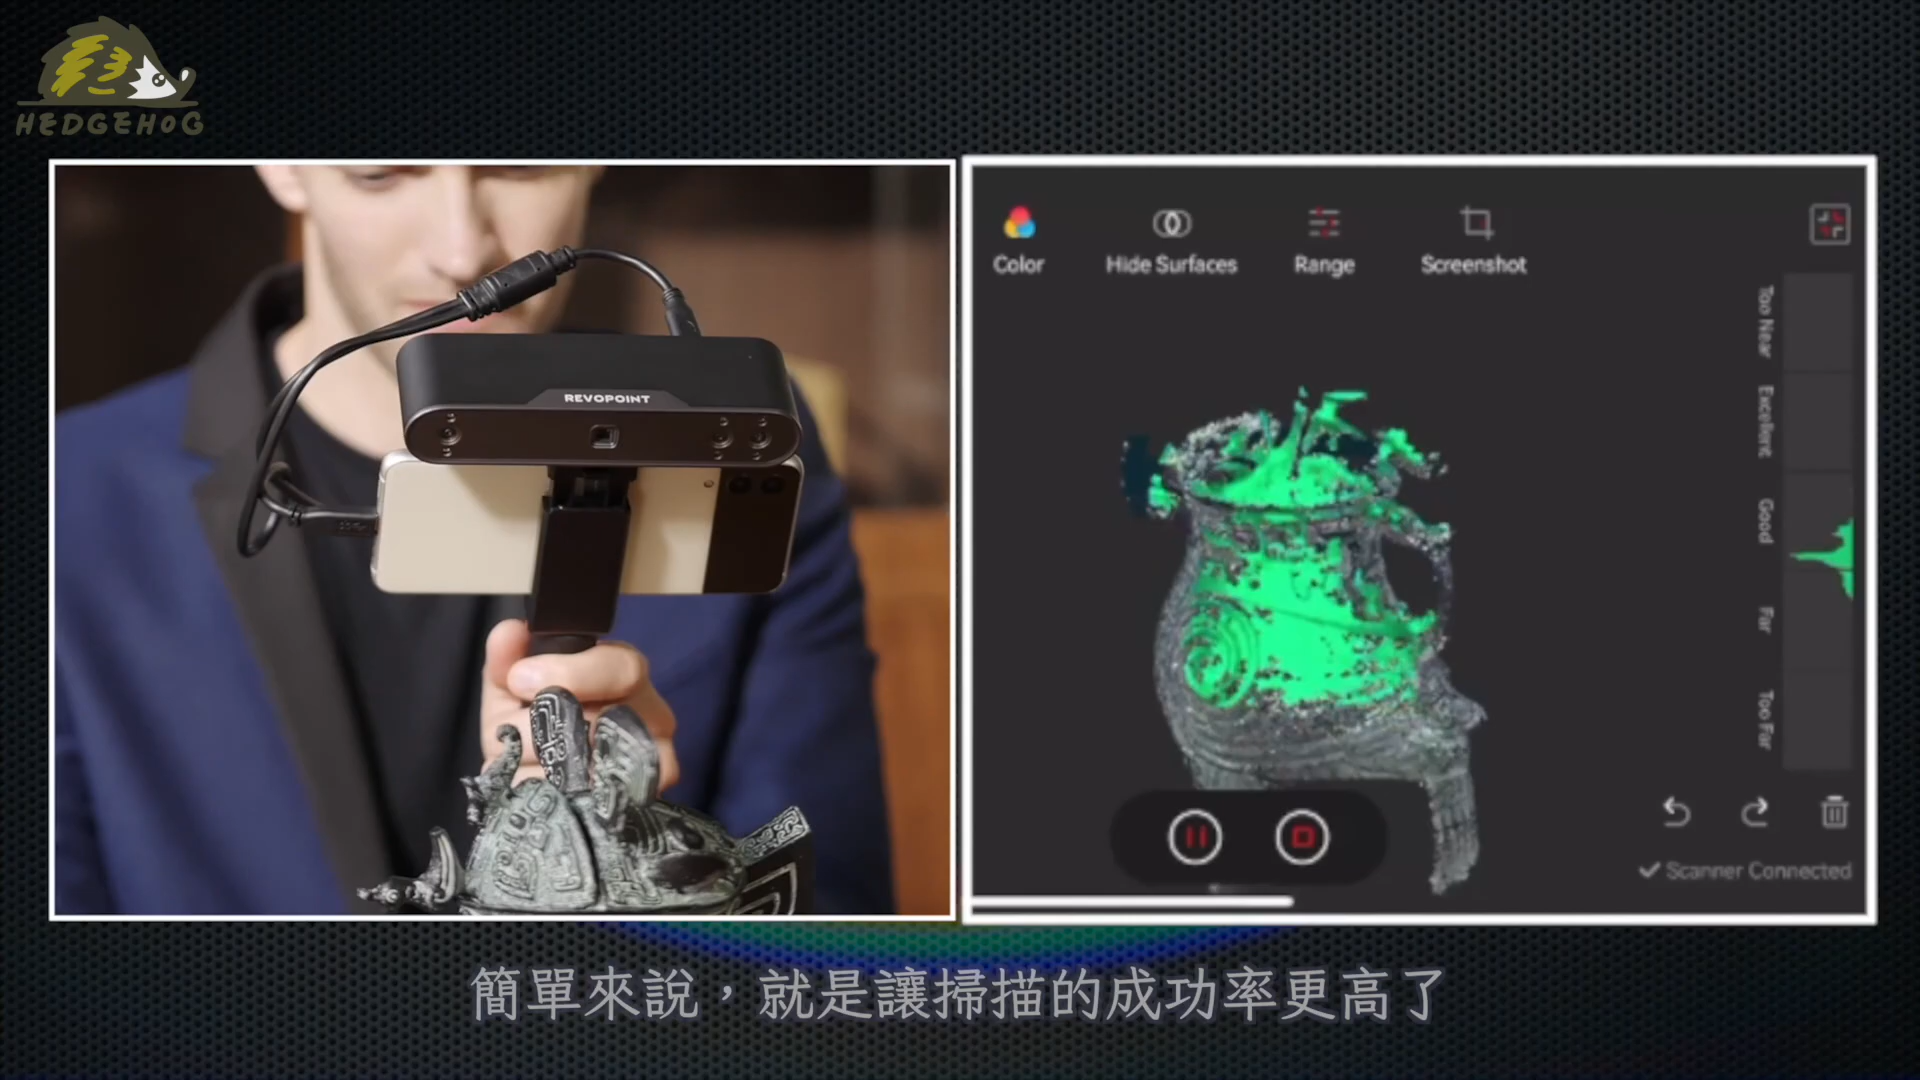 HEDGEHOG
REVOPOINT
Color
Hide Surfaces
Range
Screenshot
Too Near
Excellent
Good
Far
Too Far
Scanner Connected
簡單來說，就是讓掃描的成功率更高了